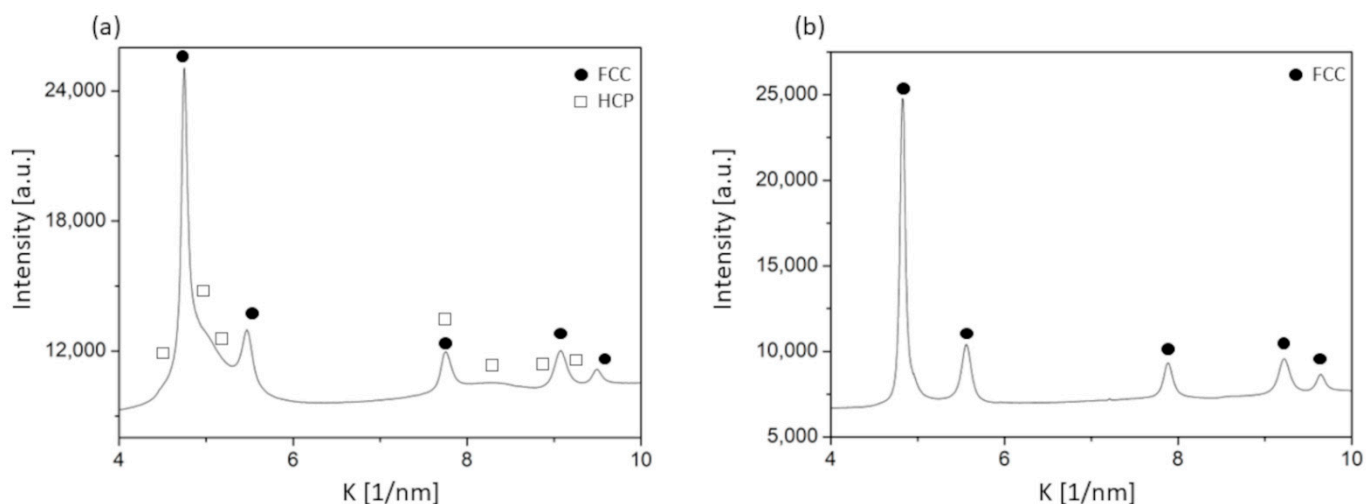 (a)
FCC
HCP
24,000
18,000
12,000
Intensity [a.u.]
4
6
8
10
K [1/nm]
(b)
FCC
25,000
20,000
15,000
10,000
5,000
Intensity [a.u.]
4
6
8
10
K [1/nm]